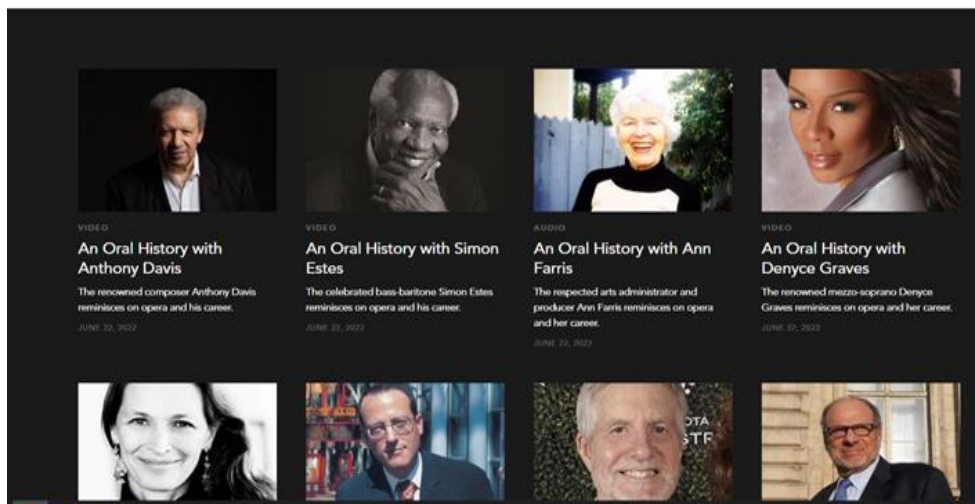 VIDEO
An Oral History with
Anthony Davis
The renowned composer Anthony Davis
reminisces on opera and his career.
JUNE 22, 2022
VIDEO
An Oral History with Simon
Estes
The celebrated bass-baritone Simon Estes
reminisces on opera and his career.
JUNE 22, 2022
AUDIO
An Oral History with Ann
Farris
The respected arts administrator and
producer Ann Farris reminisces on opera
and her career.
JUNE 22, 2022
VIDEO
An Oral History with
Denyce Graves
The renowned mezzo-soprano Denyce
Graves reminisces on opera and her career.
JUNE 22, 2022
OTA
STR